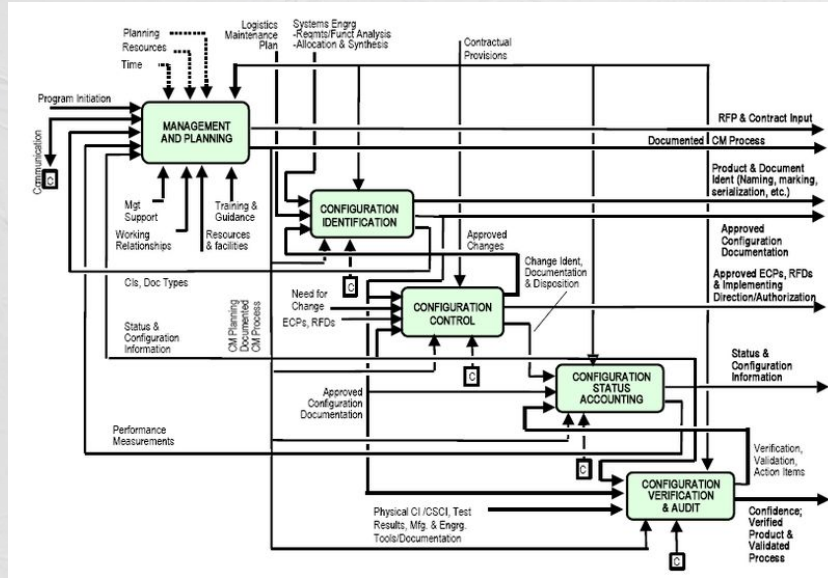 Planning
Resources
Time
Logistics
Maintenance
Plan
Systems Engrg
-Reqmts/Funct Analysis
-Allocation & Synthesis
Contractual
Provisions
Program Initiation
MANAGEMENT
AND PLANNING
RFP & Contract Input
Documented CM Process
Communication
C
Mgt
Support
Working
Relationships
Training &
Guidance
Resources
& facilities
CONFIGURATION
IDENTIFICATION
Product & Document
Ident (Naming, marking,
serialization, etc.)
Approved
Configuration
Documentation
Approved
Changes
CIs, Doc Types
C
Change Ident,
Documentation
& Disposition
Need for
Change
ECPs, RFDs
CONFIGURATION
CONTROL
Approved ECPs, RFDs
& Implementing
Direction/Authorization
CM Planning
Documented
CM Process
Status &
Configuration
Information
C
Approved
Configuration
Documentation
CONFIGURATION
STATUS
ACCOUNTING
Status &
Configuration
Information
Performance
Measurements
C
Verification,
Validation,
Action Items
CONFIGURATION
VERIFICATION
& AUDIT
Physical CI /CSCI, Test
Results, Mfg. & Engrg.
Tools/Documentation
Confidence;
Verified
Product &
Validated
Process
C